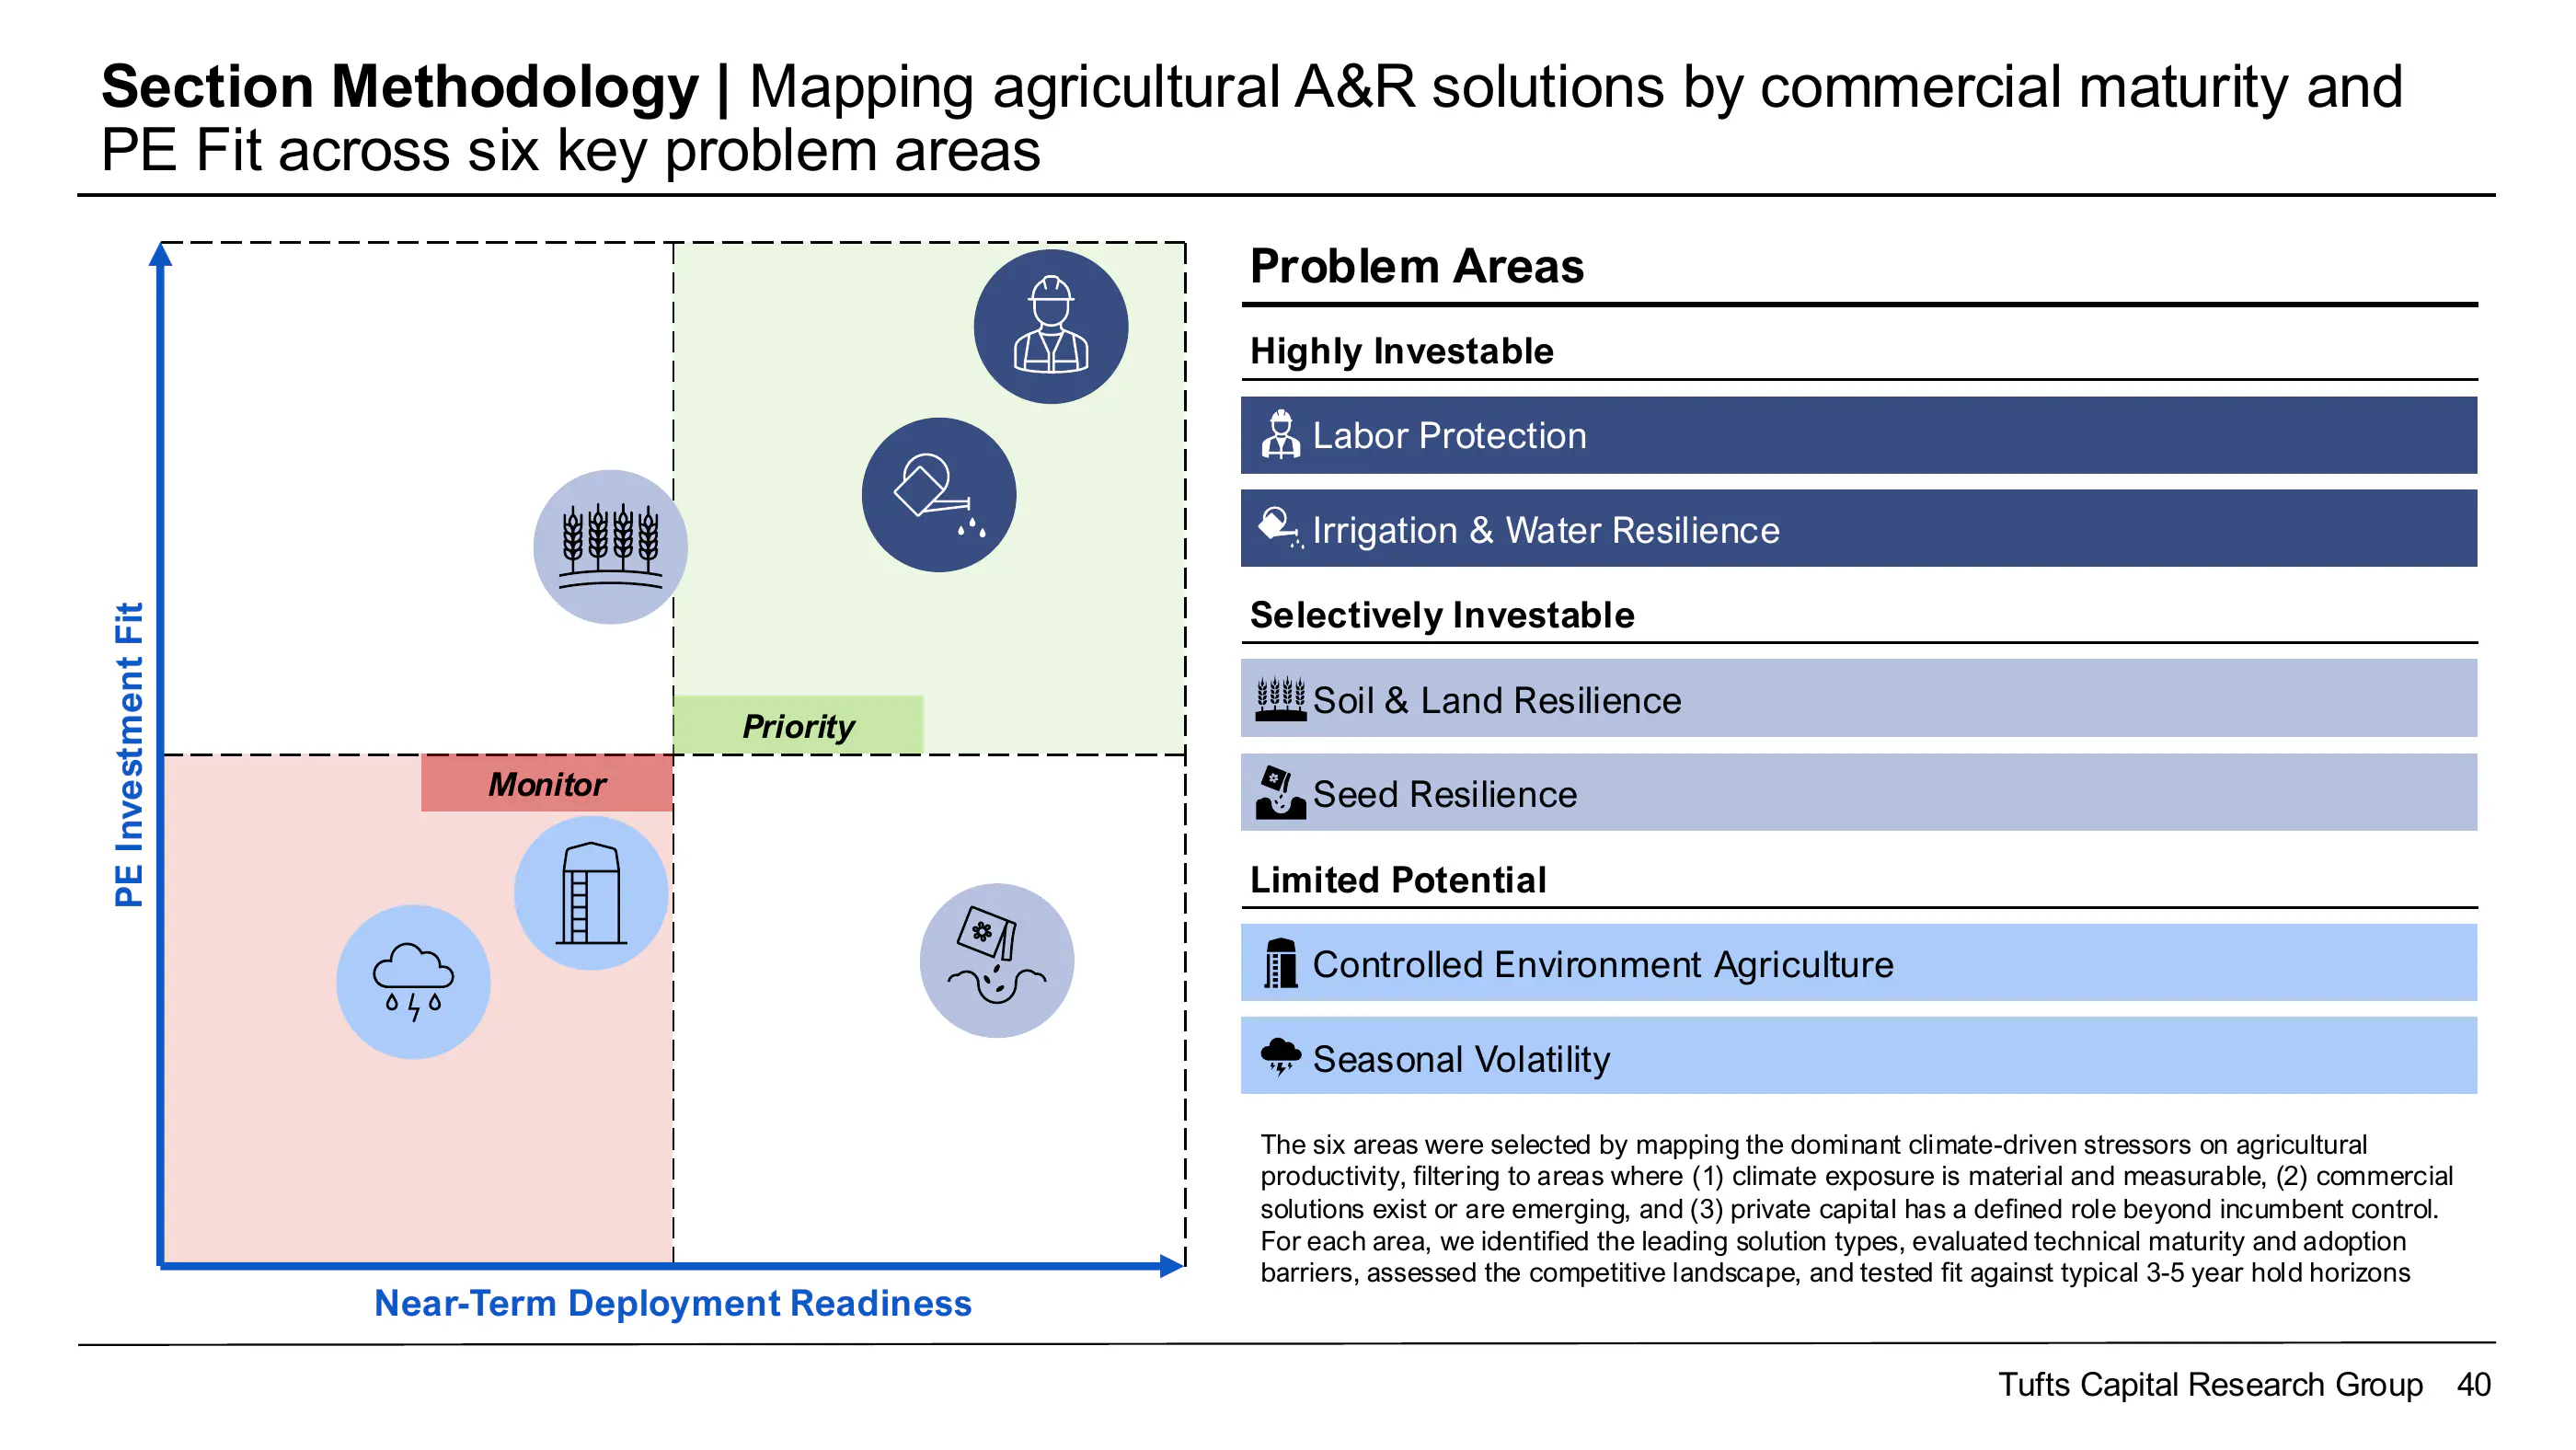 Section Methodology | Mapping agricultural A&R solutions by commercial maturity and
PE Fit across six key problem areas
PE Investment Fit
Priority
Monitor
Near-Term Deployment Readiness
Problem Areas
Highly Investable
Labor Protection
Irrigation & Water Resilience
Selectively Investable
Soil & Land Resilience
Seed Resilience
Limited Potential
Controlled Environment Agriculture
Seasonal Volatility
The six areas were selected by mapping the dominant climate-driven stressors on agricultural
productivity, filtering to areas where (1) climate exposure is material and measurable, (2) commercial
solutions exist or are emerging, and (3) private capital has a defined role beyond incumbent control.
For each area, we identified the leading solution types, evaluated technical maturity and adoption
barriers, assessed the competitive landscape, and tested fit against typical 3-5 year hold horizons
Tufts Capital Research Group 40